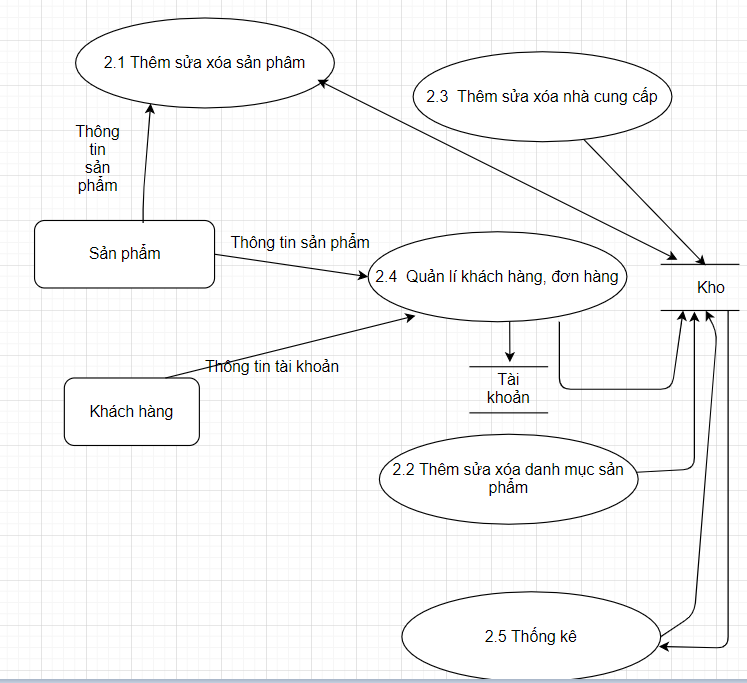 2.1 Thêm sửa xóa sản phâm
2.3 Thêm sửa xóa nhà cung cấp
Thông
tin
sản
phẩm
Sản phẩm
Thông tin sản phẩm
2.4 Quản lí khách hàng, đơn hàng
Kho
Thông tin tài khoản
Tài
khoản
Khách hàng
2.2 Thêm sửa xóa danh mục sản
phẩm
2.5 Thống kê